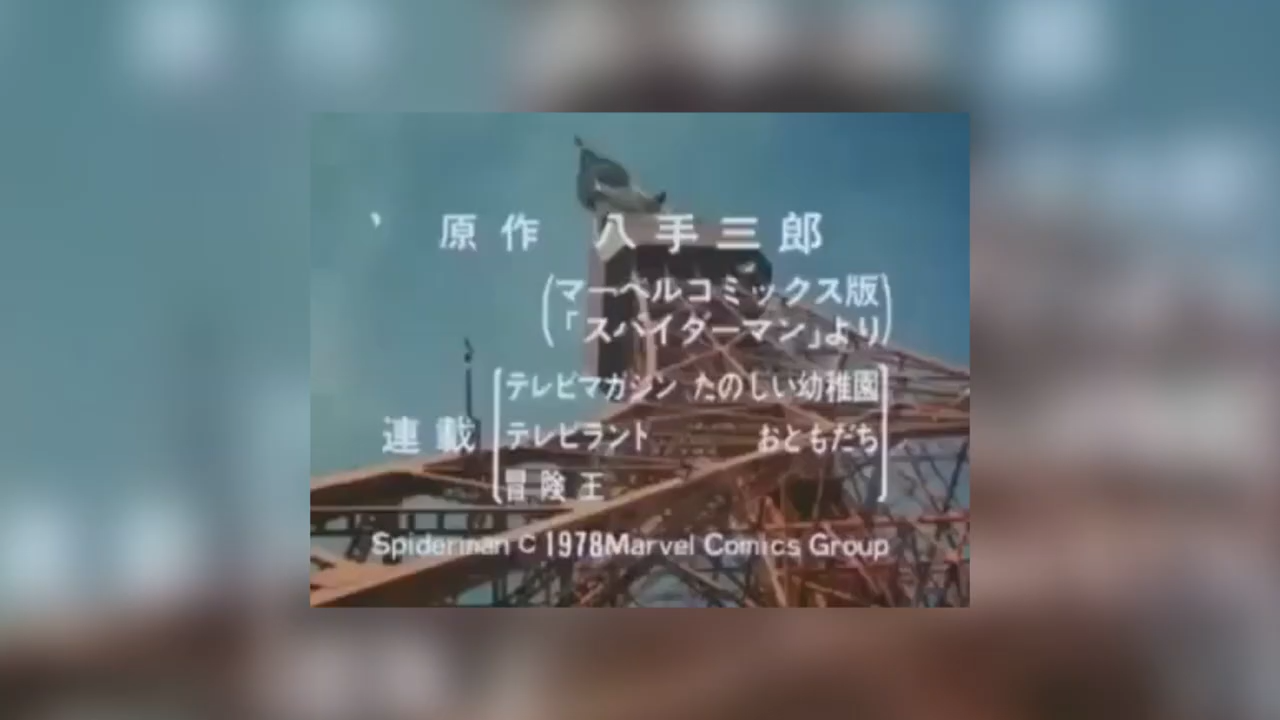 原作 八手三郎
(マーベルコミックス版
「スパイダーマン」より)
テレビマガジン たのしい幼稚園
連載 テレビランド おともだち
冒険王
Spiderman © 1978 Marvel Comics Group